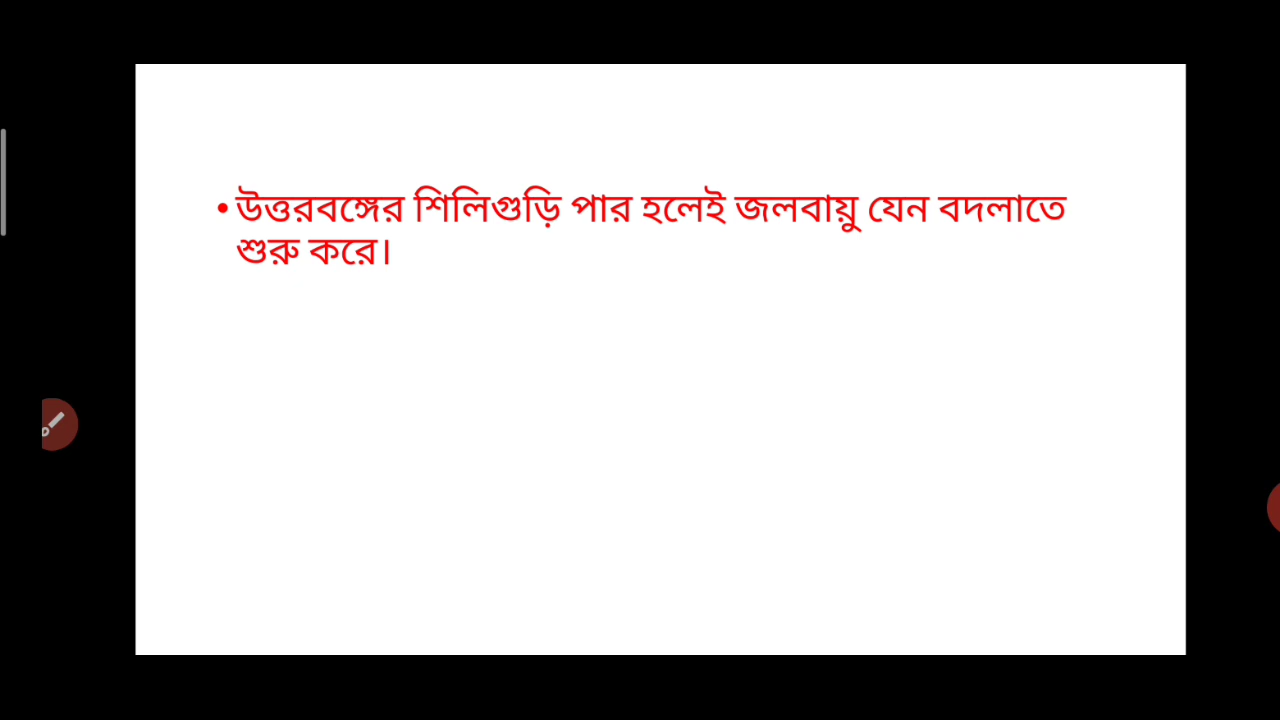 • উত্তরবঙ্গের শিলিগুড়ি পার হলেই জলবায়ু যেন বদলাতে
শুরু করে।